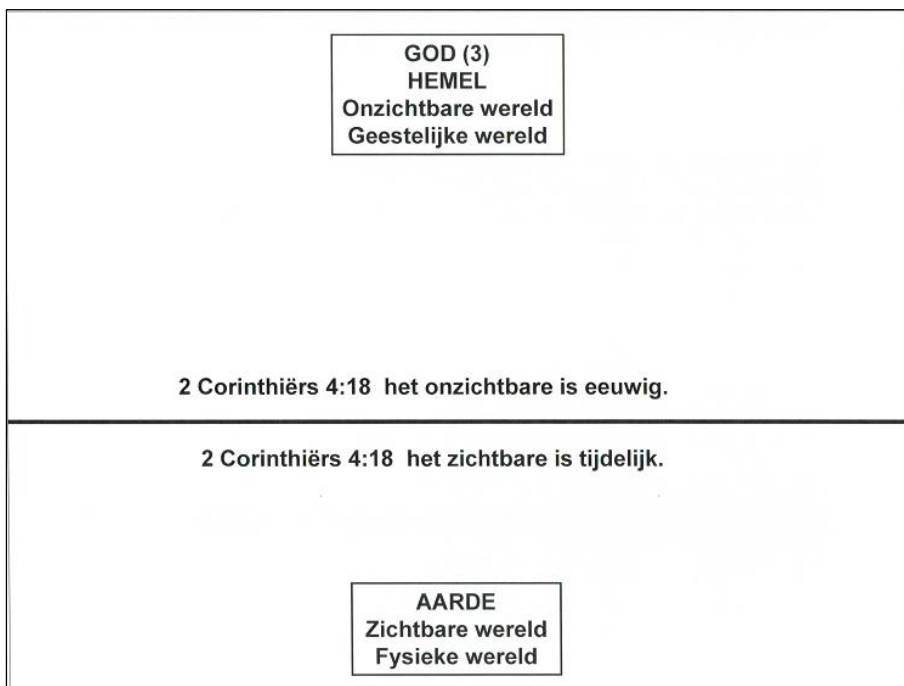 GOD (3)
HEMEL
Onzichtbare wereld
Geestelijke wereld
2 Corinthiërs 4:18 het onzichtbare is eeuwig.
2 Corinthiërs 4:18 het zichtbare is tijdelijk.
AARDE
Zichtbare wereld
Fysieke wereld